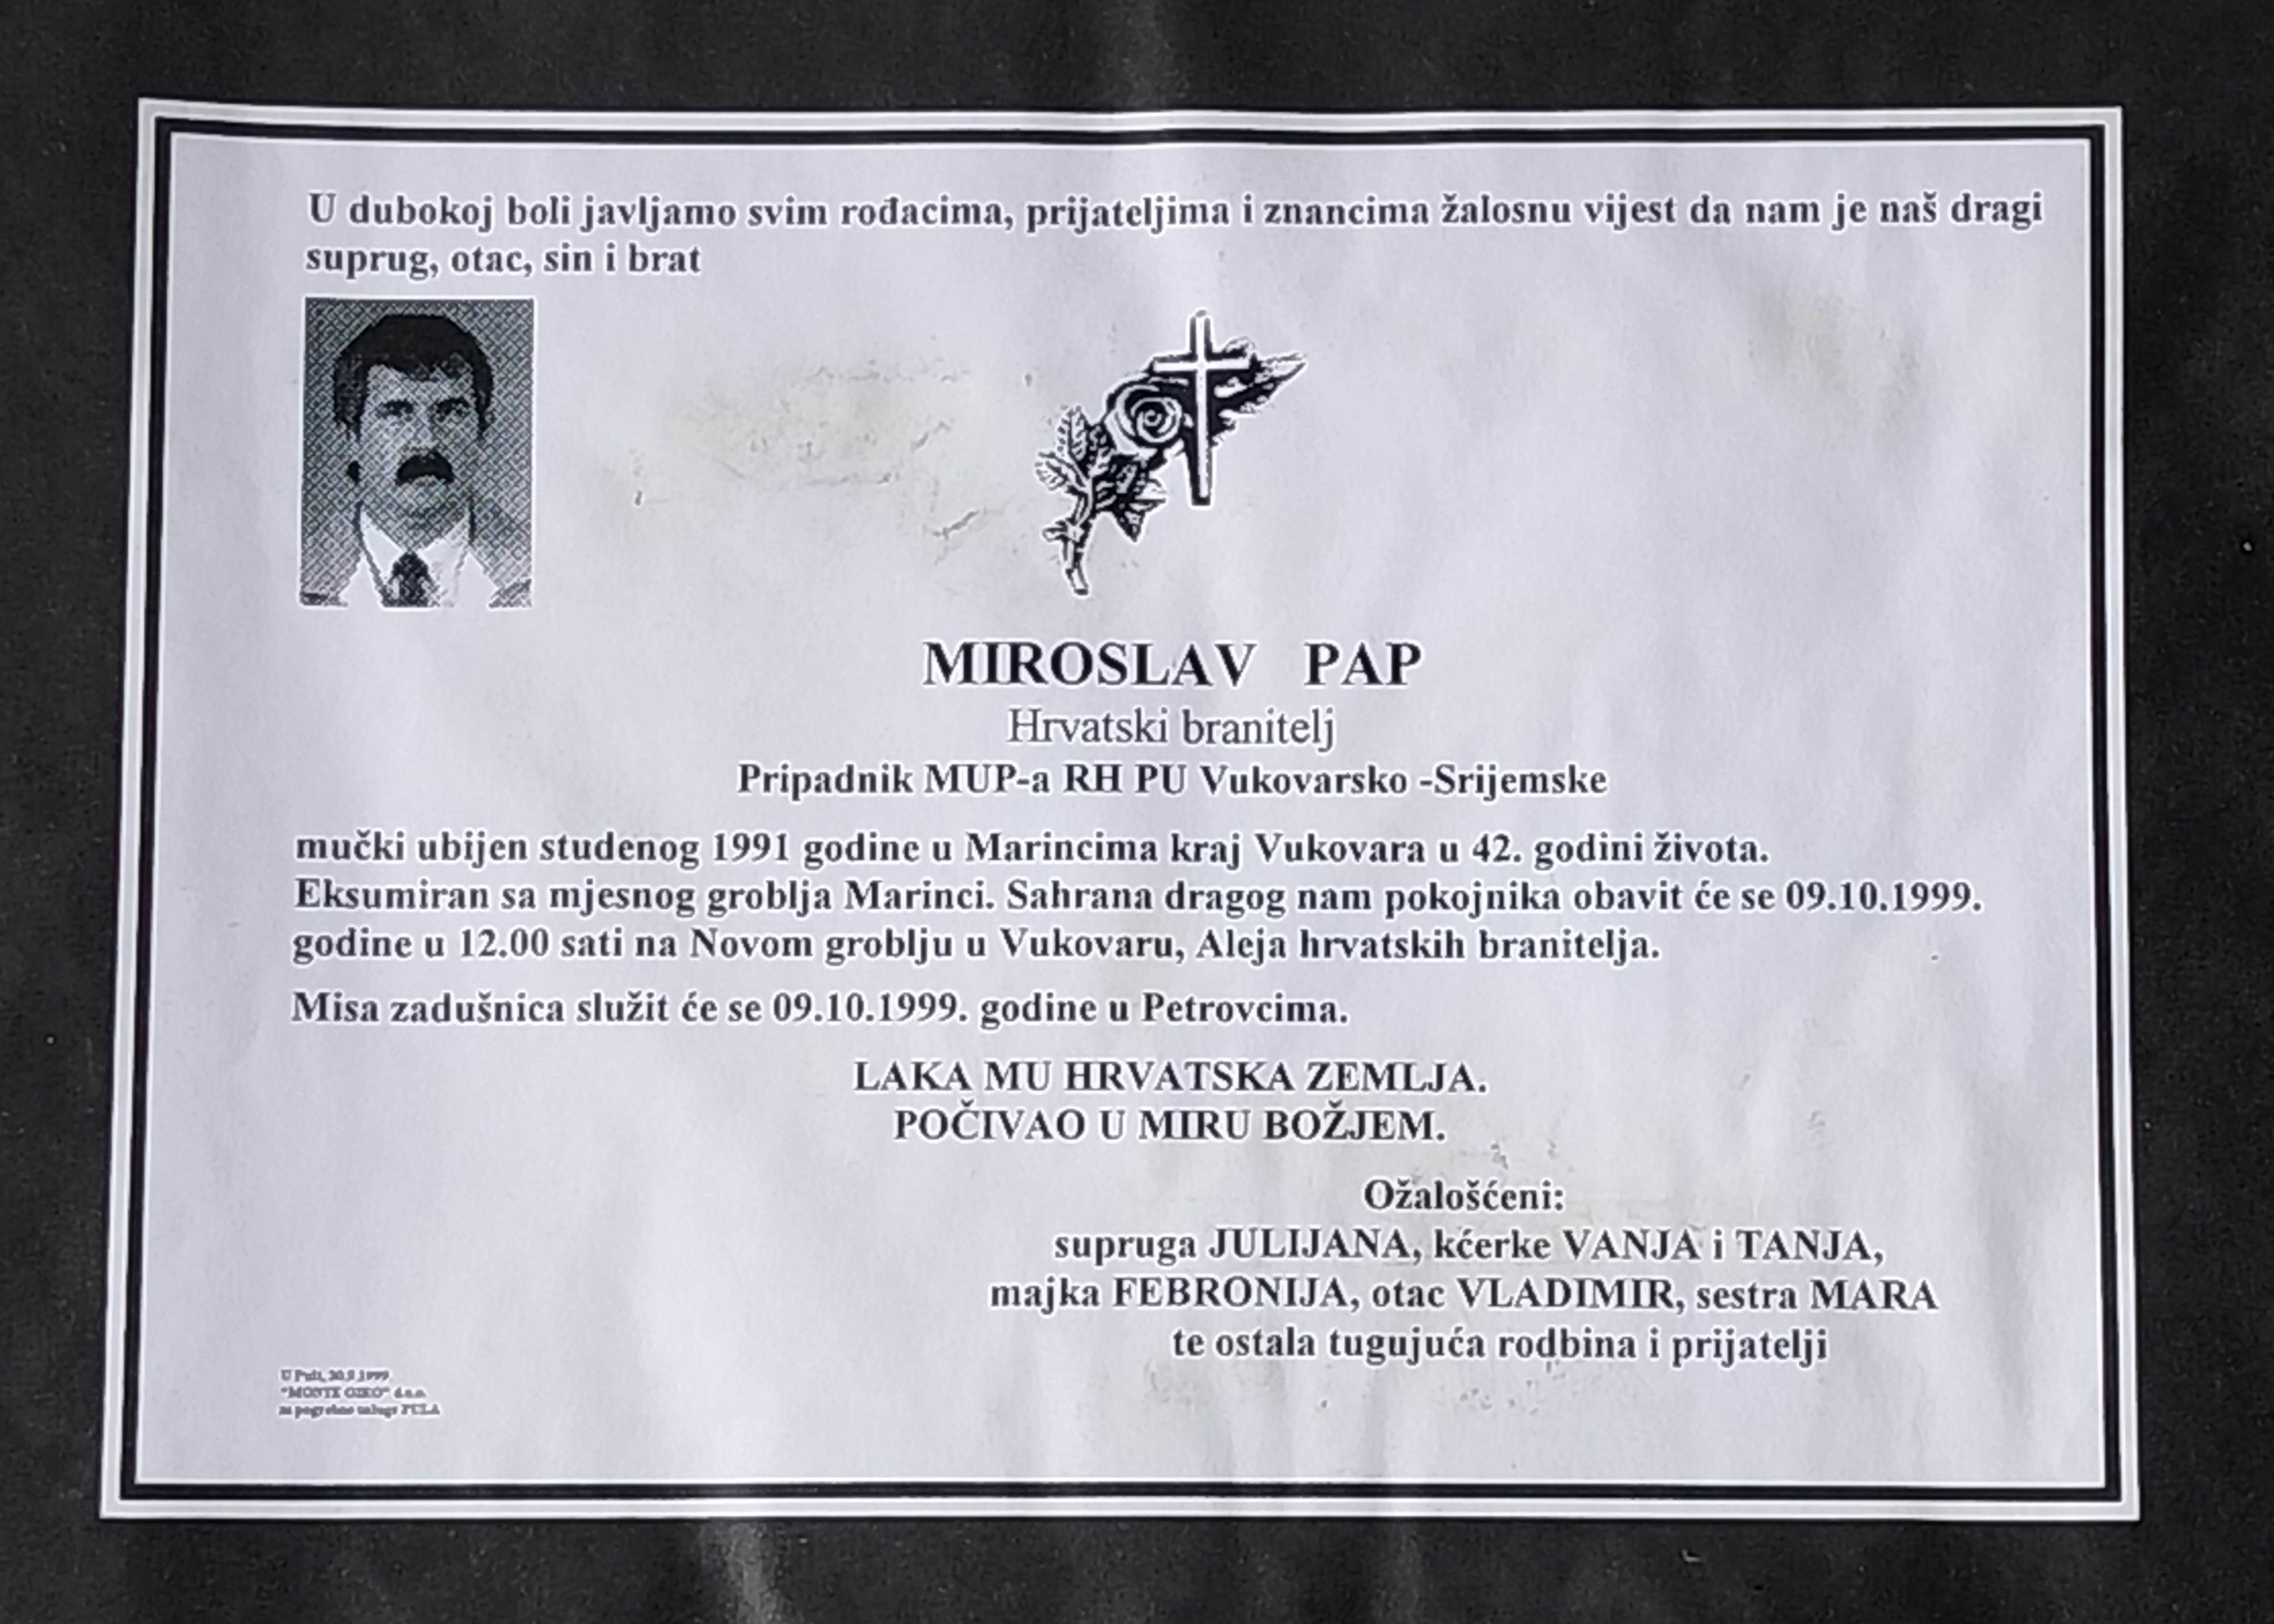 U dubokoj boli javljamo svim rođacima, prijateljima i znancima žalosnu vijest da nam je naš dragi
suprug, otac, sin i brat
MIROSLAV PAP
Hrvatski branitelj
Pripadnik MUP-a RH PU Vukovarsko -Srijemske
mučki ubijen studenog 1991 godine u Marincima kraj Vukovara u 42. godini života.
Eksumiran sa mjesnog groblja Marinci. Sahrana dragog nam pokojnika obavit će se 09.10.1999.
godine u 12.00 sati na Novom groblju u Vukovaru, Aleja hrvatskih branitelja.
Misa zadušnica služit će se 09.10.1999. godine u Petrovcima.
LAKA MU HRVATSKA ZEMLJA.
POČIVAO U MIRU BOŽJEM.
Ožalošćeni:
supruga JULIJANA, kćerke VANJA i TANJA,
majka FEBRONIJA, otac VLADIMIR, sestra MARA
te ostala tugujuća rodbina i prijatelji
U Puli,
"MONTE d.o.o.
za pogrebne usluge PULA